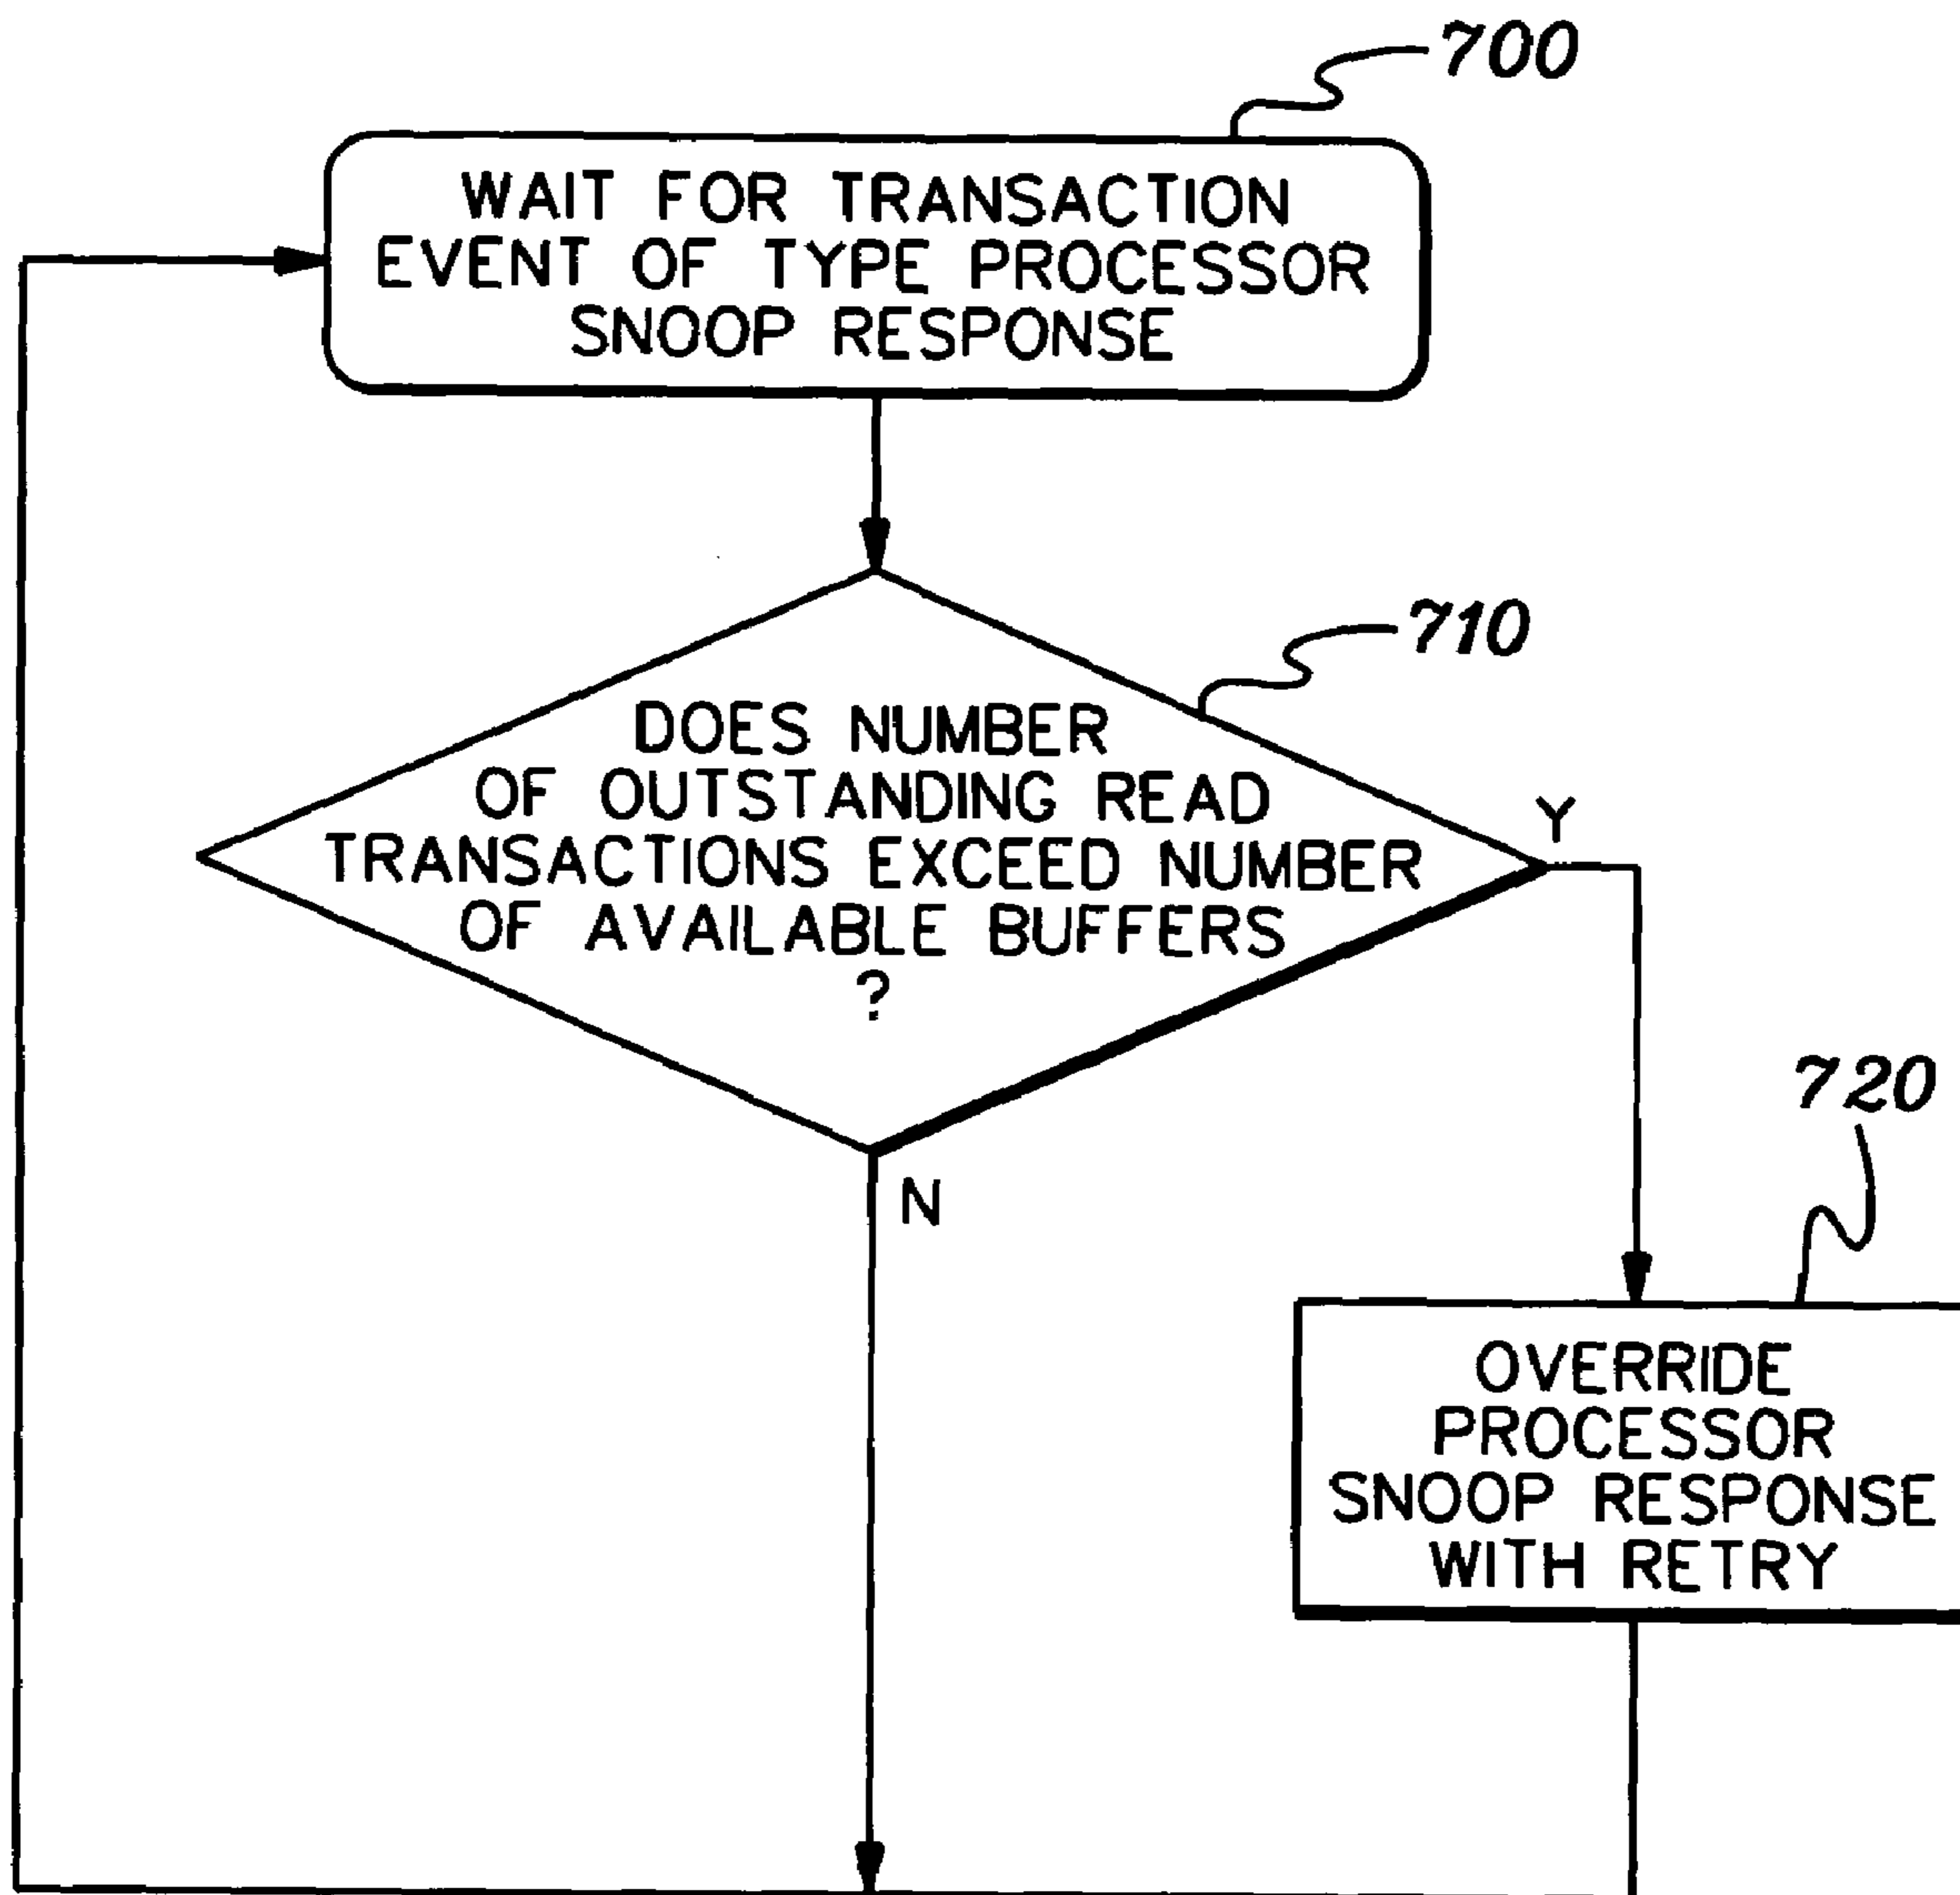 700
WAIT FOR TRANSACTION
EVENT OF TYPE PROCESSOR
SNOOP RESPONSE
710
DOES NUMBER
OF OUTSTANDING READ
TRANSACTIONS EXCEED NUMBER
OF AVAILABLE BUFFERS
?
Y
N
720
OVERRIDE
PROCESSOR
SNOOP RESPONSE
WITH RETRY